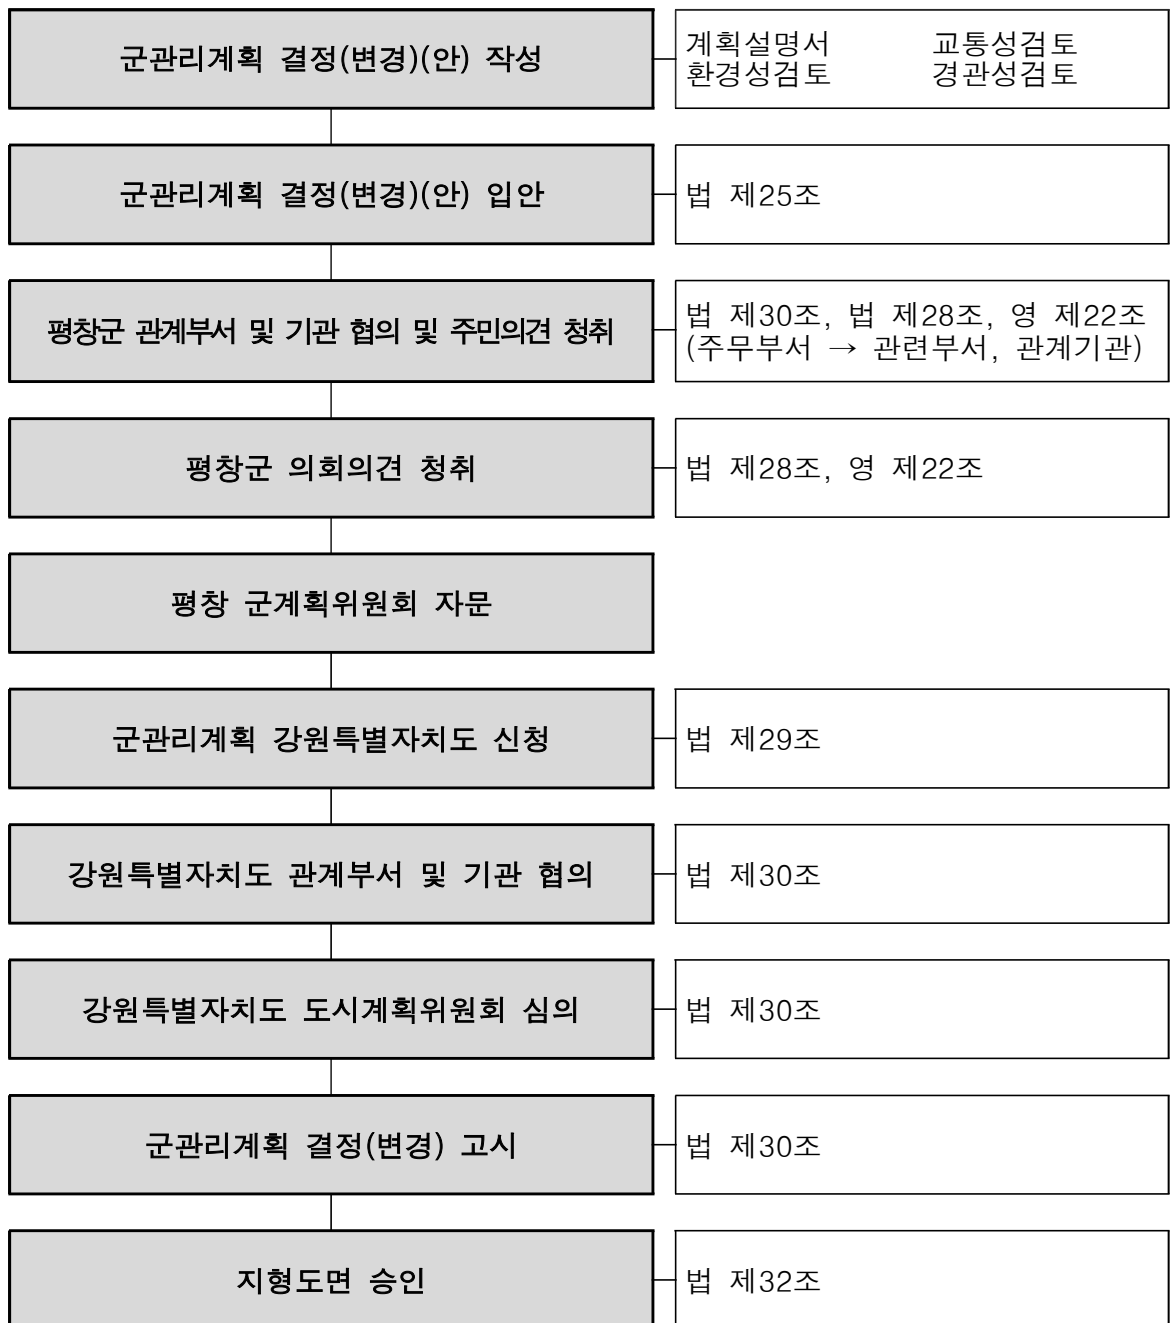 군관리계획 결정(변경)(안) 작성
계획설명서 교통성검토
환경성검토 경관성검토
군관리계획 결정(변경)(안) 입안
법 제25조
평창군 관계부서 및 기관 협의 및 주민의견 청취
법 제30조, 법 제28조, 영 제22조
(주무부서 → 관련부서, 관계기관)
평창군 의회의견 청취
법 제28조, 영 제22조
평창 군계획위원회 자문
군관리계획 강원특별자치도 신청
법 제29조
강원특별자치도 관계부서 및 기관 협의
법 제30조
강원특별자치도 도시계획위원회 심의
법 제30조
군관리계획 결정(변경) 고시
법 제30조
지형도면 승인
법 제32조